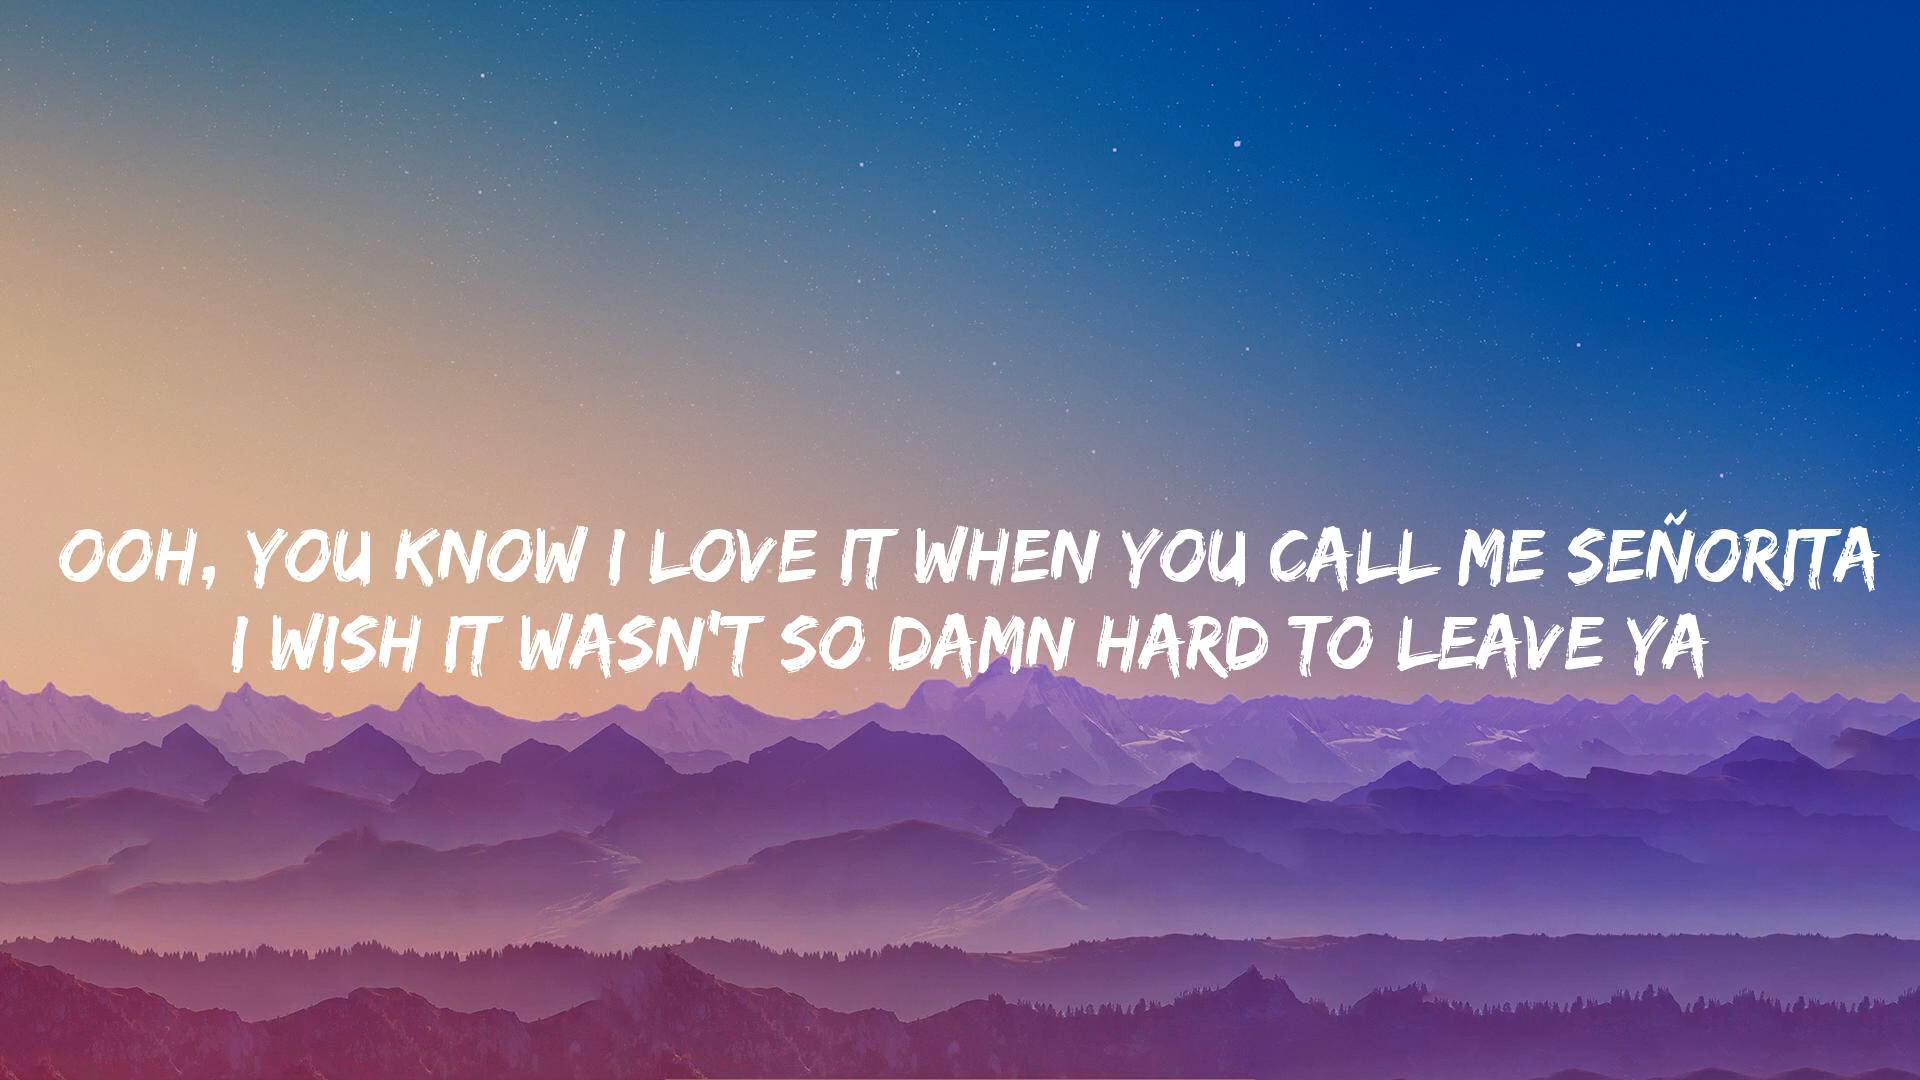 OOH, YOU KNOW I LOVE IT WHEN YOU CALL ME SEÑORITA
I WISH IT WASN'T SO DAMN HARD TO LEAVE YA